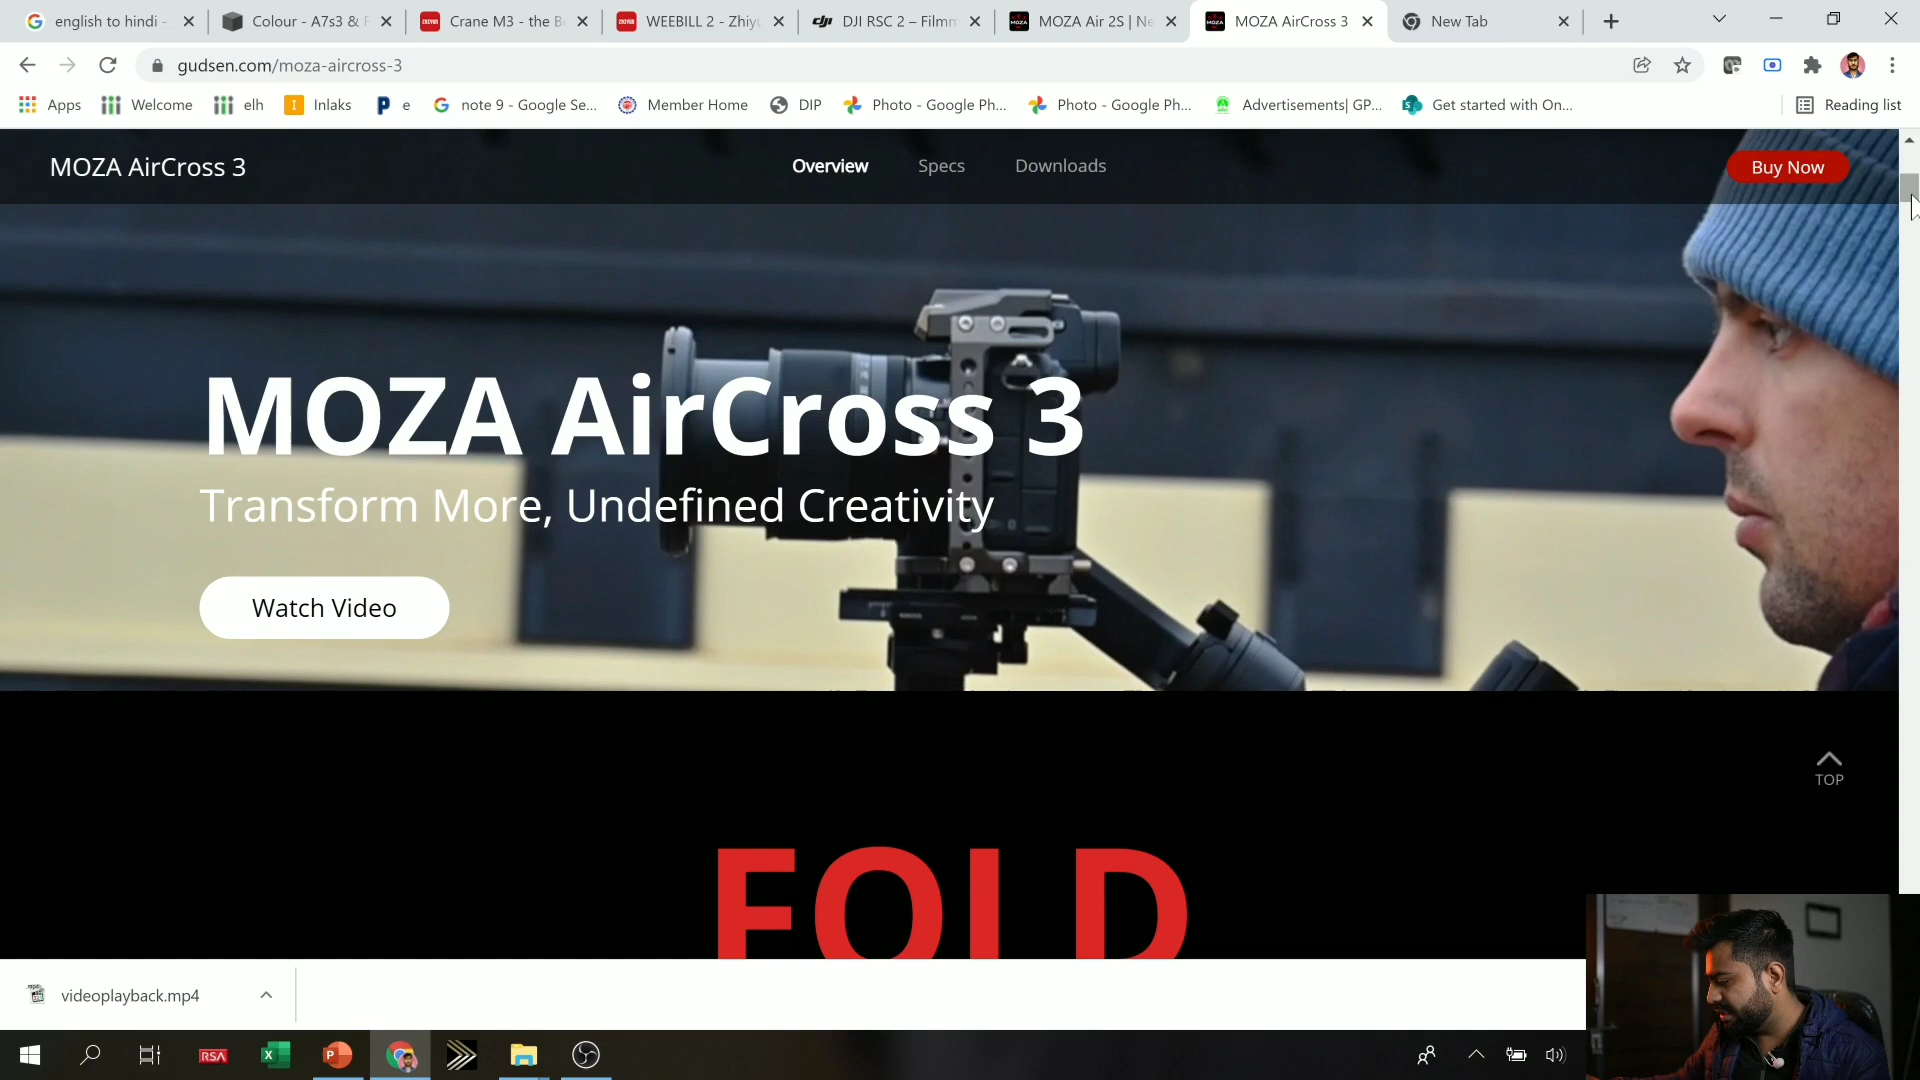 english to hindi -
Colour - A7s3 & F
Crane M3 - the Be
WEEBILL 2 - Zhiyu
DJI RSC 2 – Filmm
MOZA Air 2S | Ne
MOZA AirCross 3
New Tab
gudsen.com/moza-aircross-3
Apps
Welcome
elh
Inlaks
e
note 9 - Google Se...
Member Home
DIP
Photo - Google Ph...
Photo - Google Ph...
Advertisements| GP...
Get started with On...
Reading list
MOZA AirCross 3
Overview
Specs
Downloads
Buy Now
MOZA AirCross 3
Transform More, Undefined Creativity
Watch Video
TOP
FOLD
videoplayback.mp4
RSA